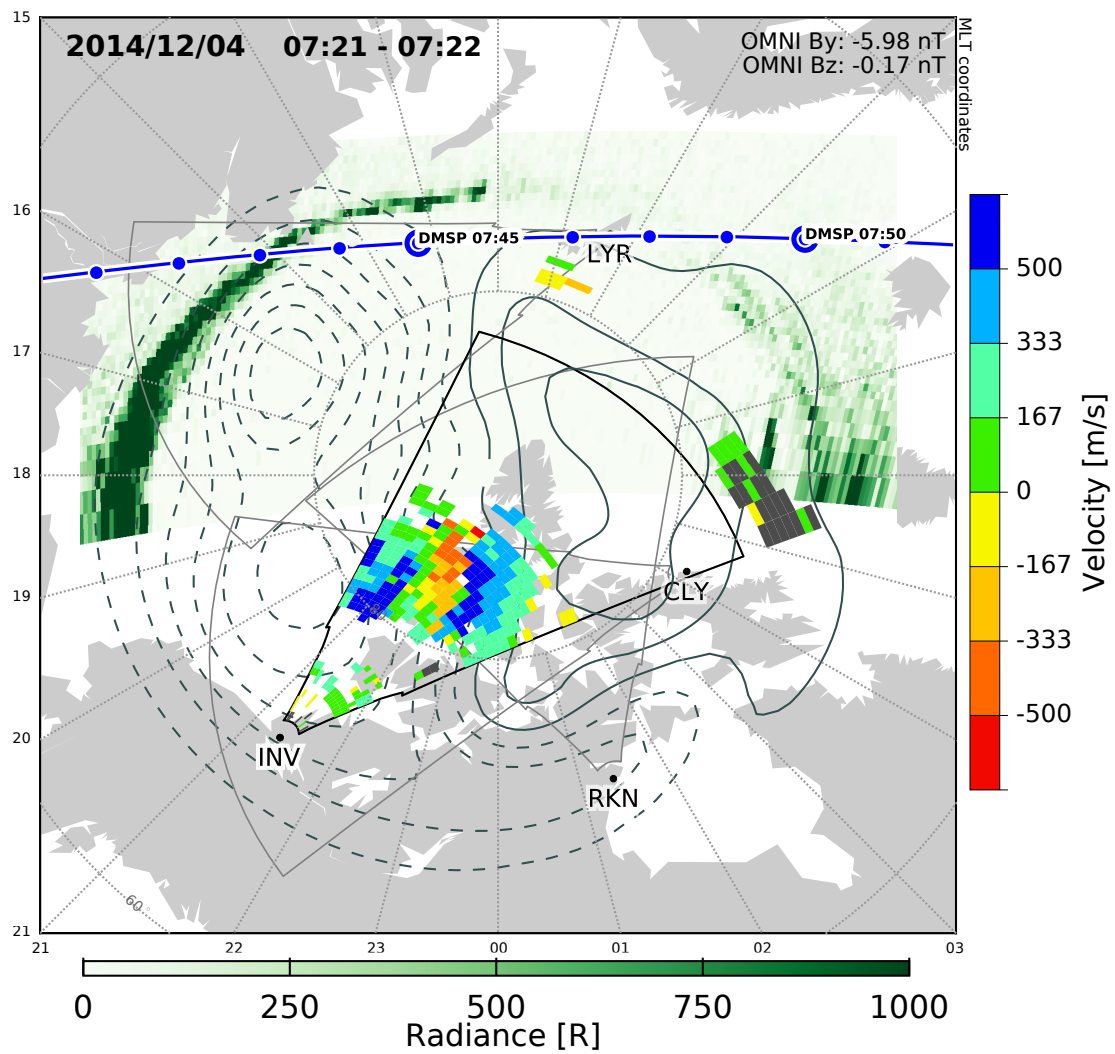 15
2014/12/04 07:21 - 07:22
OMNI By: -5.98 nT
OMNI Bz: -0.17 nT
MLT coordinates
16
DMSP 07:45
DMSP 07:50
LYR
500
333
17
167
18
0
-167
CLY
19
-333
-500
Velocity [m/s]
20
INV
RKN
60°
21
21
22
23
00
01
02
03
0
250
500
750
1000
Radiance [R]